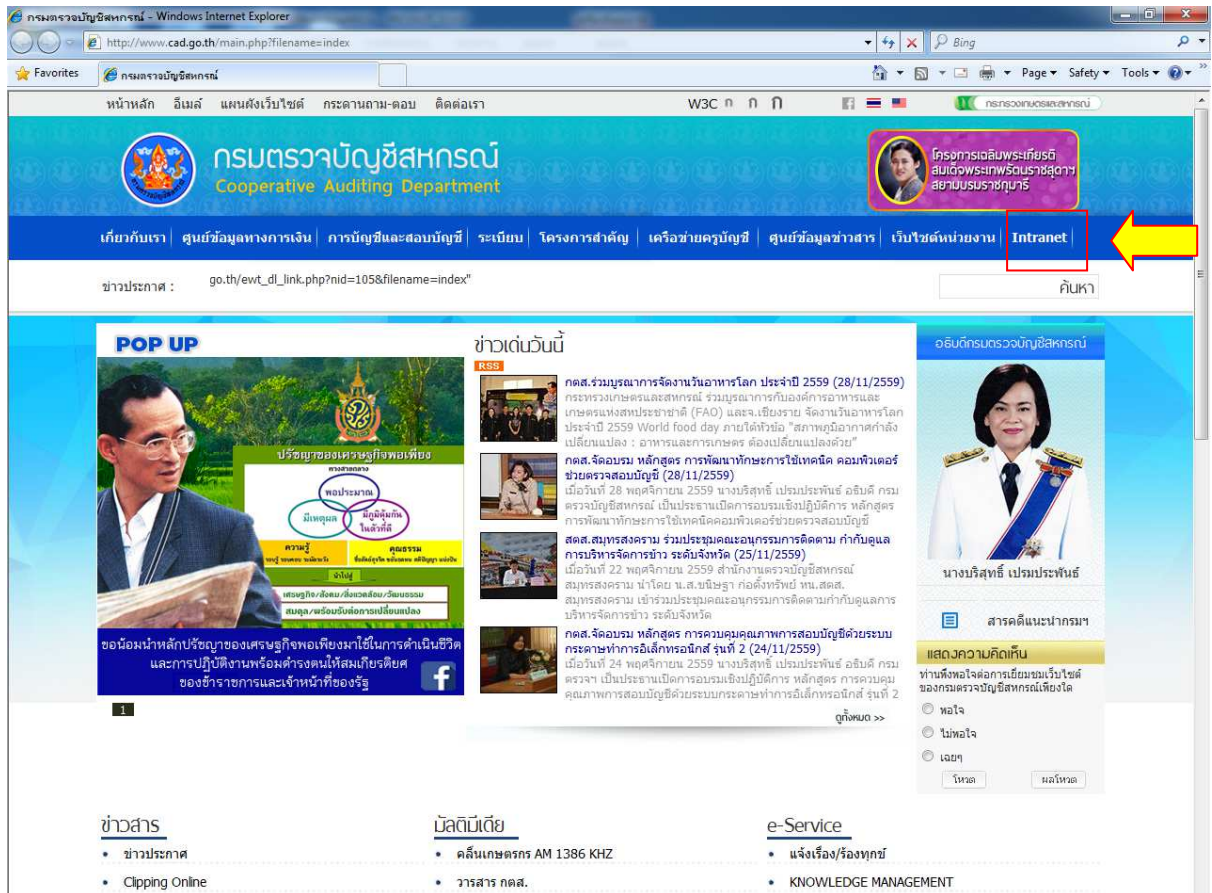 กรมตรวจบัญชีสหกรณ์ - Windows Internet Explorer
http://www.cad.go.th/main.php?filename=index
Bing
Favorites
กรมตรวจบัญชีสหกรณ์
Page Safety Tools
หน้าหลัก อีเมล์ แผนผังเว็บไซต์ กระดานถาม-ตอบ ติดต่อเรา
W3C ก ก ก
กระทรวงเกษตรและสหกรณ์
กรมตรวจบัญชีสหกรณ์
Cooperative Auditing Department
โครงการเฉลิมพระเกียรติ
สมเด็จพระเทพรัตนราชสุดาฯ
สยามบรมราชกุมารี
เกี่ยวกับเรา ศูนย์ข้อมูลทางการเงิน การบัญชีและสอบบัญชี ระเบียบ โครงการสำคัญ เครือข่ายครูบัญชี ศูนย์ข้อมูลข่าวสาร เว็บไซต์หน่วยงาน Intranet
ข่าวประกาศ :
go.th/ewt_dl_link.php?nid=105&filename=index"
ค้นหา
POP UP
ปรัชญาของเศรษฐกิจพอเพียง
ทางสายกลาง
พอประมาณ
มีเหตุผล
มีภูมิคุ้มกัน
ในตัวที่ดี
ความรู้
คุณธรรม
นำไปสู่
เศรษฐกิจ/สังคม/สิ่งแวดล้อม/วัฒนธรรม
สมดุล/พร้อมรับต่อการเปลี่ยนแปลง
ขอน้อมนำหลักปรัชญาของเศรษฐกิจพอเพียงมาใช้ในการดำเนินชีวิต
และการปฏิบัติงานพร้อมดำรงตนให้สมเกียรติยศ
ของข้าราชการและเจ้าหน้าที่ของรัฐ
1
ข่าวเด่นวันนี้
RSS
กตส.ร่วมบูรณาการจัดงานวันอาหารโลก ประจำปี 2559 (28/11/2559)
กระทรวงเกษตรและสหกรณ์ ร่วมบูรณาการกับองค์การอาหารและ
เกษตรแห่งสหประชาชาติ (FAO) และจ.เชียงราย จัดงานวันอาหารโลก
ประจำปี 2559 World food day ภายใต้หัวข้อ "สภาพภูมิอากาศกำลัง
เปลี่ยนแปลง : อาหารและการเกษตร ต้องเปลี่ยนแปลงด้วย"
กตส.จัดอบรม หลักสูตร การพัฒนาทักษะการใช้เทคนิค คอมพิวเตอร์
ช่วยตรวจสอบบัญชี (28/11/2559)
เมื่อวันที่ 28 พฤศจิกายน 2559 นางบริสุทธิ์ เปรมประพันธ์ อธิบดี กรม
ตรวจบัญชีสหกรณ์ เป็นประธานเปิดการอบรมเชิงปฏิบัติการ หลักสูตร
การพัฒนาทักษะการใช้เทคนิคคอมพิวเตอร์ช่วยตรวจสอบบัญชี
สตส.สมุทรสงคราม ร่วมประชุมคณะอนุกรรมการติดตาม กำกับดูแล
การบริหารจัดการข้าว ระดับจังหวัด (25/11/2559)
เมื่อวันที่ 22 พฤศจิกายน 2559 สำนักงานตรวจบัญชีสหกรณ์
สมุทรสงคราม นำโดย น.ส.ขนิษฐา ก่อตั้งทรัพย์ หน.สตส.
สมุทรสงคราม เข้าร่วมประชุมคณะอนุกรรมการติดตามกำกับดูแลการ
บริหารจัดการข้าว ระดับจังหวัด
กตส.จัดอบรม หลักสูตร การควบคุมคุณภาพการสอบบัญชีด้วยระบบ
กระดาษทำการอิเล็กทรอนิกส์ รุ่นที่ 2 (24/11/2559)
เมื่อวันที่ 24 พฤศจิกายน 2559 นางบริสุทธิ์ เปรมประพันธ์ อธิบดี กรม
ตรวจฯ เป็นประธานเปิดการอบรมเชิงปฏิบัติการ หลักสูตร การควบคุม
คุณภาพการสอบบัญชีด้วยระบบกระดาษทำการอิเล็กทรอนิกส์ รุ่นที่ 2
ดูทั้งหมด >>
อธิบดีกรมตรวจบัญชีสหกรณ์
นางบริสุทธิ์ เปรมประพันธ์
สารคดีแนะนำกรมฯ
แสดงความคิดเห็น
ท่านพึงพอใจต่อการเยี่ยมชมเว็บไซต์
ของกรมตรวจบัญชีสหกรณ์เพียงใด
พอใจ
ไม่พอใจ
เฉยๆ
โหวต ผลโหวต
ข่าวสาร
ข่าวประกาศ
Clipping Online
มัลติมีเดีย
คลื่นเกษตรกร AM 1386 KHZ
วารสาร กตส.
e-Service
แจ้งเรื่อง/ร้องทุกข์
KNOWLEDGE MANAGEMENT